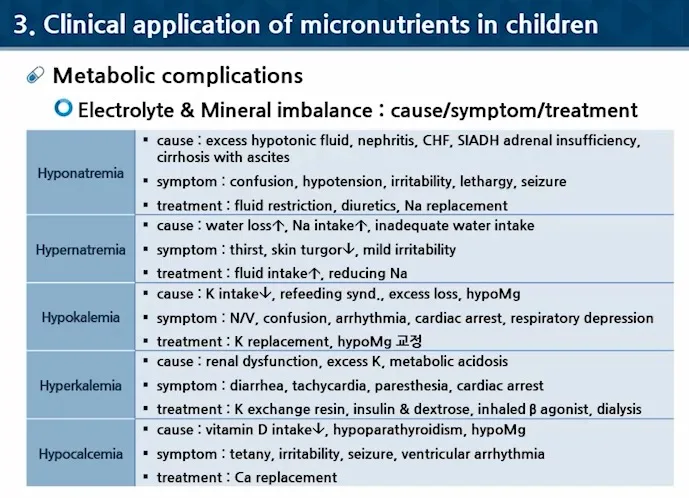 3. Clinical application of micronutrients in children
Metabolic complications
Electrolyte & Mineral imbalance : cause/symptom/treatment
Hyponatremia
▪ cause : excess hypotonic fluid, nephritis, CHF, SIADH adrenal insufficiency,
cirrhosis with ascites
▪ symptom : confusion, hypotension, irritability, lethargy, seizure
▪ treatment : fluid restriction, diuretics, Na replacement
Hypernatremia
▪ cause : water loss↑, Na intake↑, inadequate water intake
▪ symptom : thirst, skin turgor↓, mild irritability
▪ treatment : fluid intake↑, reducing Na
Hypokalemia
▪ cause : K intake↓, refeeding synd., excess loss, hypoMg
▪ symptom : N/V, confusion, arrhythmia, cardiac arrest, respiratory depression
▪ treatment : K replacement, hypoMg 교정
Hyperkalemia
▪ cause : renal dysfunction, excess K, metabolic acidosis
▪ symptom : diarrhea, tachycardia, paresthesia, cardiac arrest
▪ treatment : K exchange resin, insulin & dextrose, inhaled β agonist, dialysis
Hypocalcemia
▪ cause : vitamin D intake↓, hypoparathyroidism, hypoMg
▪ symptom : tetany, irritability, seizure, ventricular arrhythmia
▪ treatment : Ca replacement